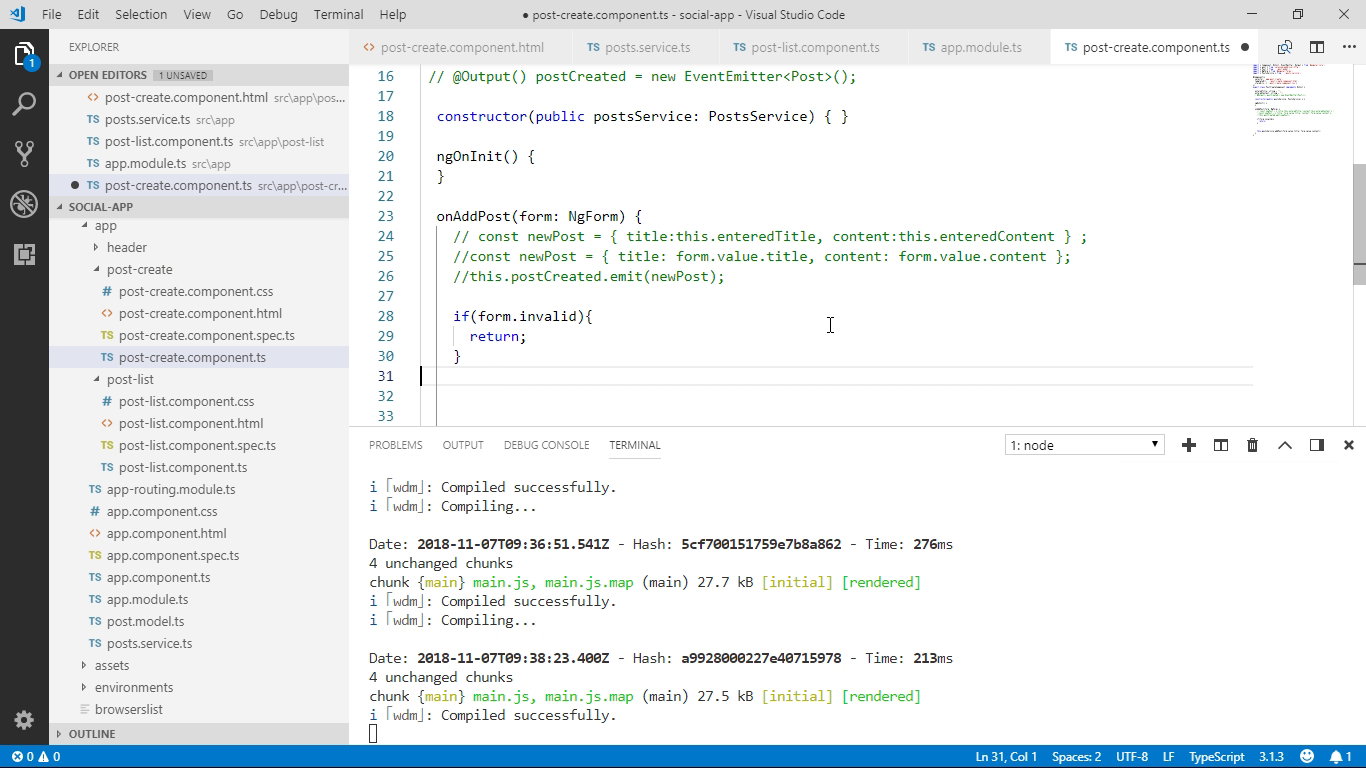 File Edit Selection View Go Debug Terminal Help
● post-create.component.ts - social-app - Visual Studio Code
EXPLORER
1
OPEN EDITORS 1 UNSAVED
<> post-create.component.html src\app\pos...
TS posts.service.ts src\app
TS post-list.component.ts src\app\post-list
TS app.module.ts src\app
● TS post-create.component.ts src\app\post-cr...
SOCIAL-APP
app
header
post-create
# post-create.component.css
<> post-create.component.html
TS post-create.component.spec.ts
TS post-create.component.ts
post-list
# post-list.component.css
<> post-list.component.html
TS post-list.component.spec.ts
TS post-list.component.ts
TS app-routing.module.ts
# app.component.css
<> app.component.html
TS app.component.spec.ts
TS app.component.ts
TS app.module.ts
TS post.model.ts
TS posts.service.ts
assets
environments
browserslist
OUTLINE
<> post-create.component.html TS posts.service.ts TS post-list.component.ts TS app.module.ts TS post-create.component.ts ●
16 // @Output() postCreated = new EventEmitter<Post>();
17
18 constructor(public postsService: PostsService) { }
19
20 ngOnInit() {
21 }
22
23 onAddPost(form: NgForm) {
24 // const newPost = { title:this.enteredTitle, content:this.enteredContent } ;
25 //const newPost = { title: form.value.title, content: form.value.content };
26 //this.postCreated.emit(newPost);
27
28 if(form.invalid){
29 return;
30 }
31
32
33
PROBLEMS OUTPUT DEBUG CONSOLE TERMINAL 1: node
i ｢wdm｣: Compiled successfully.
i ｢wdm｣: Compiling...
Date: 2018-11-07T09:36:51.541Z - Hash: 5cf700151759e7b8a862 - Time: 276ms
4 unchanged chunks
chunk {main} main.js, main.js.map (main) 27.7 kB [initial] [rendered]
i ｢wdm｣: Compiled successfully.
i ｢wdm｣: Compiling...
Date: 2018-11-07T09:38:23.400Z - Hash: a9928000227e40715978 - Time: 213ms
4 unchanged chunks
chunk {main} main.js, main.js.map (main) 27.5 kB [initial] [rendered]
i ｢wdm｣: Compiled successfully.
0 0 Ln 31, Col 1 Spaces: 2 UTF-8 LF TypeScript 3.1.3 1